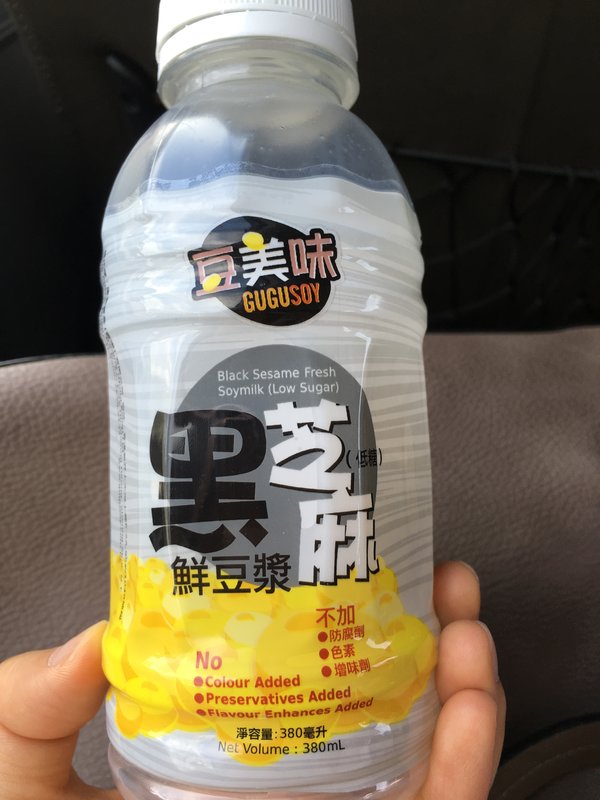 豆美味
GUGUSOY
Black Sesame Fresh
Soymilk (Low Sugar)
黑芝麻
(低糖)
鮮豆漿
不加
●防腐劑
●色素
●增味劑
No
●Colour Added
●Preservatives Added
●Flavour Enhances Added
淨容量:380毫升
Net Volume : 380mL